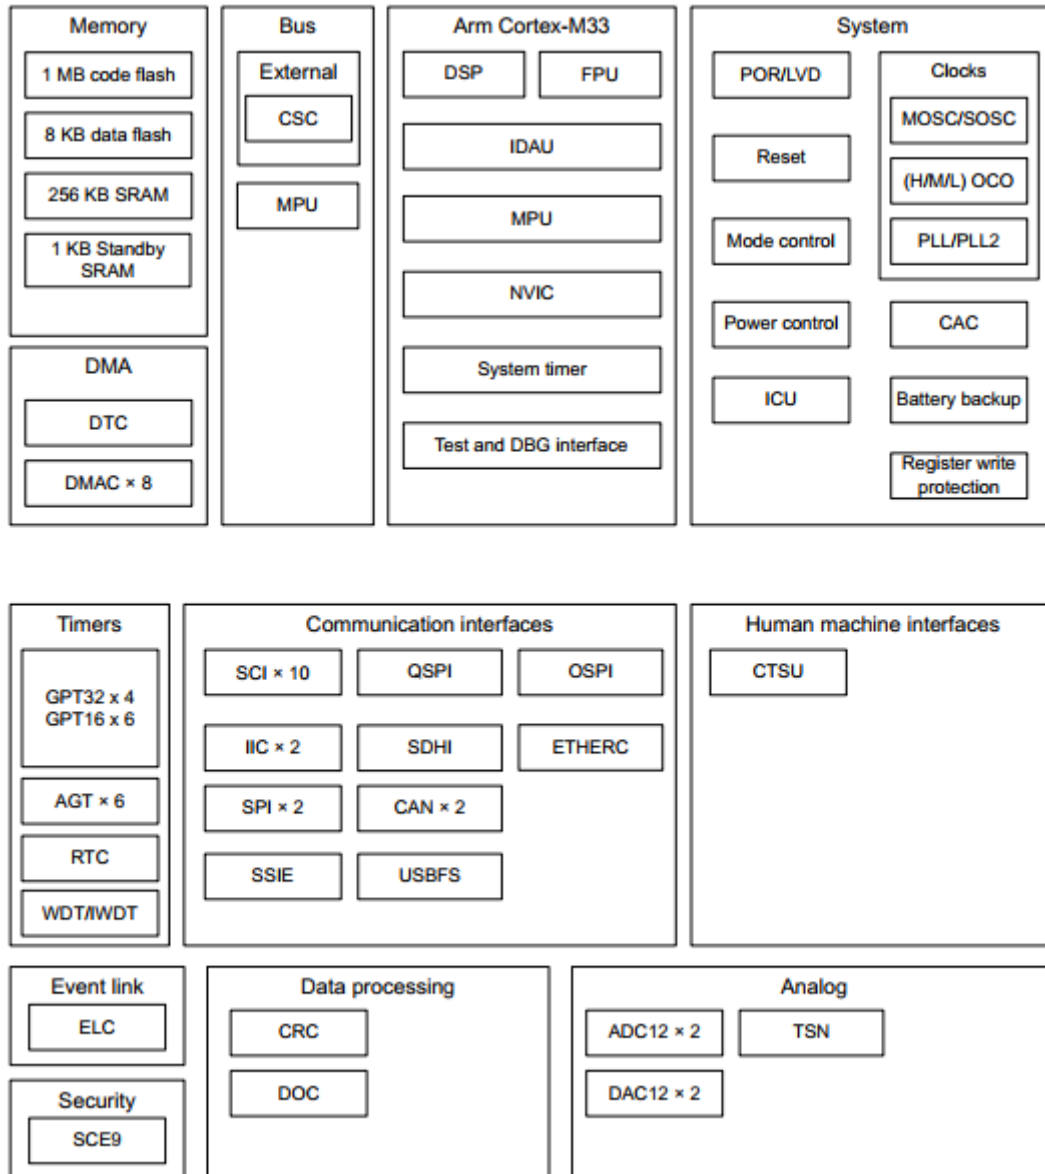 Memory
1 MB code flash
8 KB data flash
256 KB SRAM
1 KB Standby
SRAM
DMA
DTC
DMAC × 8
Bus
External
CSC
MPU
Arm Cortex-M33
DSP
FPU
IDAU
MPU
NVIC
System timer
Test and DBG interface
System
POR/LVD
Reset
Mode control
Power control
ICU
Clocks
MOSC/SOSC
(H/M/L) OCO
PLL/PLL2
CAC
Battery backup
Register write
protection
Timers
GPT32 x 4
GPT16 x 6
AGT × 6
RTC
WDT/IWDT
Communication interfaces
SCI × 10
QSPI
OSPI
IIC × 2
SDHI
ETHERC
SPI × 2
CAN × 2
SSIE
USBFS
Human machine interfaces
CTSU
Event link
ELC
Security
SCE9
Data processing
CRC
DOC
Analog
ADC12 × 2
TSN
DAC12 × 2